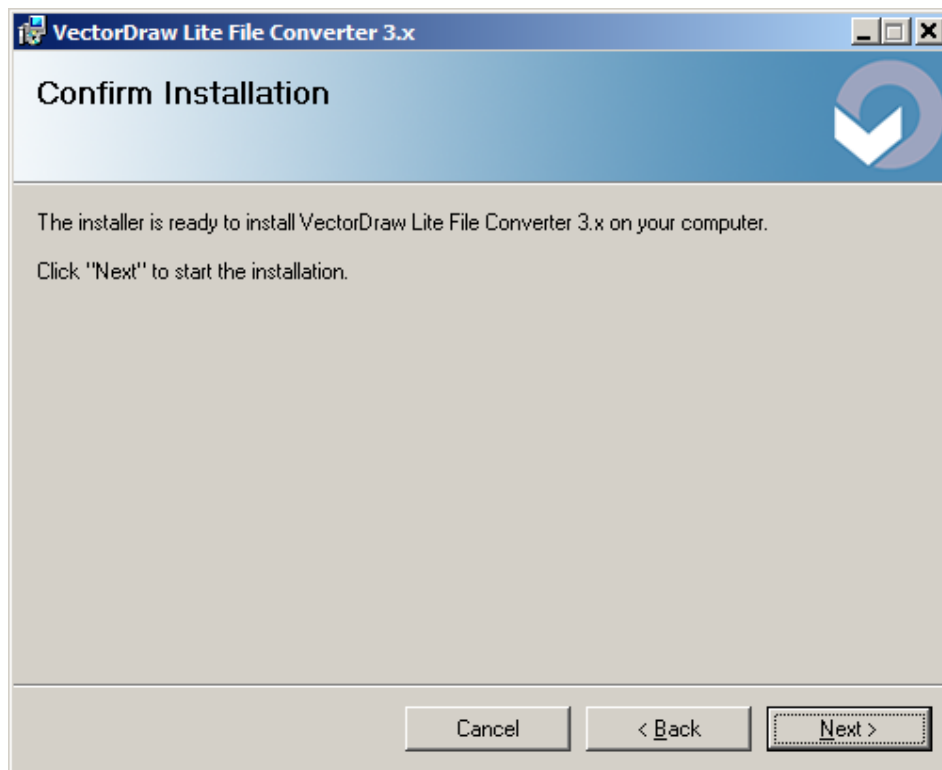 VectorDraw Lite File Converter 3.x
Confirm Installation
The installer is ready to install VectorDraw Lite File Converter 3.x on your computer.
Click "Next" to start the installation.
Cancel
< Back
Next >